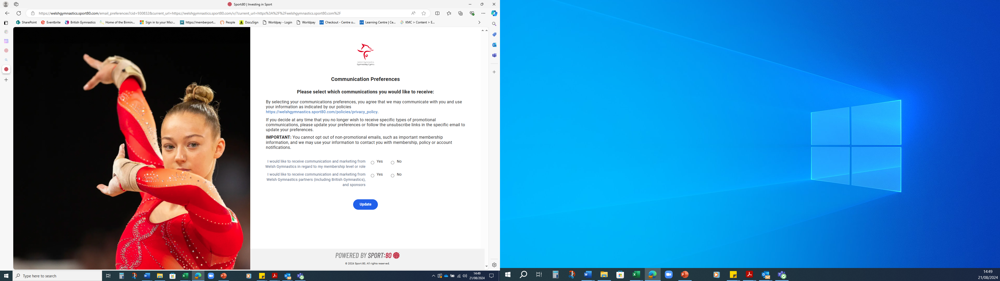 Sport:80 | Investing in Sport
https://welshgymnastics.sport80.com/email_preferences?cid=930832&current_url=https://welshgymnastics.sport80.com/v/?current_url=https%3A%2F%2Fwelshgymnastics.sport80.com%2F
SharePoint Eventbrite British Gymnastics Home of the Birmin... Sign in to your Micr... https://memberport... People DocuSign Worldpay - Login Worldpay Checkout - Centre o... Learning Centre | Ce... KMC > Content > E...
Welsh Gymnastics
Gymnasteg Cymru
Communication Preferences
Please select which communications you would like to receive:
By selecting your communications preferences, you agree that we may communicate with you and use
your information as indicated by our policies
https://welshgymnastics.sport80.com/policies/privacy_policy.
If you decide at any time that you no longer wish to receive specific types of promotional
communications, please update your preferences or follow the unsubscribe links in the specific email to
update your preferences.
IMPORTANT: You cannot opt out of non-promotional emails, such as important membership
information, and we may use your information to contact you with membership, policy or account
notifications.
I would like to receive communication and marketing from
Welsh Gymnastics in regard to my membership level or role
Yes No
I would like to receive communication and marketing from
Welsh Gymnastics partners (including British Gymnastics),
and sponsors
Yes No
Update
POWERED BY SPORT:80
© 2024 Sport:80, All rights reserved.
Type here to search
14:49
21/08/2024
14:49
21/08/2024